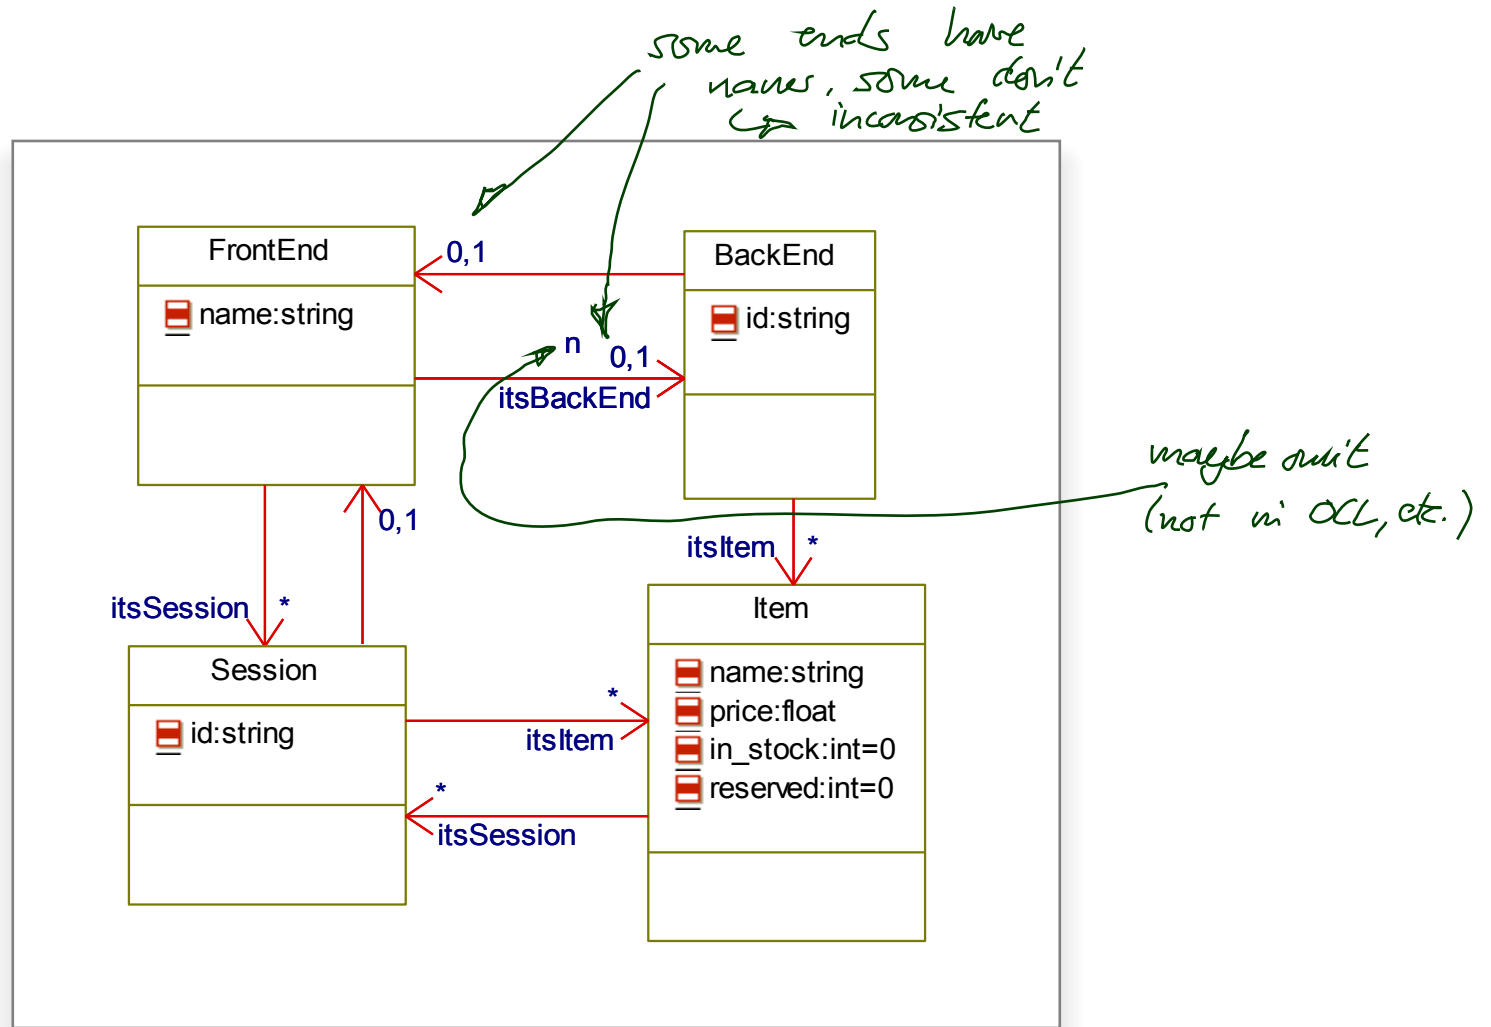 some ends have
names, some don't
↳ inconsistent
FrontEnd
name:string
0,1
BackEnd
id:string
n
0,1
itsBackEnd
maybe omit
(not in OCL, etc.)
0,1
itsItem *
itsSession *
Item
name:string
price:float
in_stock:int=0
reserved:int=0
Session
id:string
*
itsItem
*
itsSession